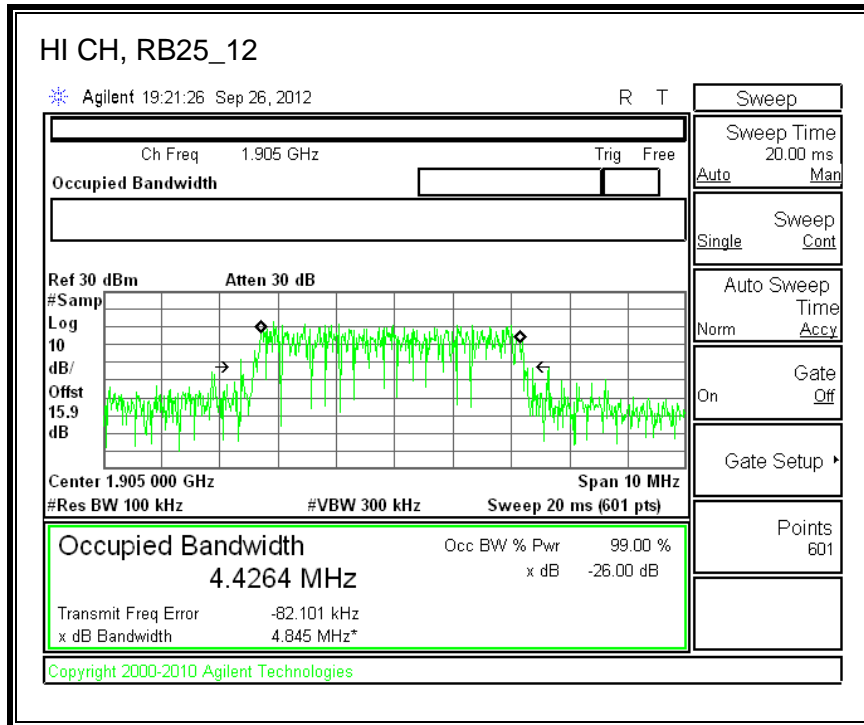 HI CH, RB25_12
Agilent 19:21:26 Sep 26, 2012 R T
Ch Freq 1.905 GHz Trig Free
Occupied Bandwidth
Ref 30 dBm Atten 30 dB
#Samp
Log
10
dB/
Offst
15.9
dB
Center 1.905 000 GHz Span 10 MHz
#Res BW 100 kHz #VBW 300 kHz Sweep 20 ms (601 pts)
Occupied Bandwidth Occ BW % Pwr 99.00 %
4.4264 MHz x dB -26.00 dB
Transmit Freq Error -82.101 kHz
x dB Bandwidth 4.845 MHz*
Copyright 2000-2010 Agilent Technologies
Sweep
Sweep Time
20.00 ms
Auto Man
Sweep
Single Cont
Auto Sweep
Time
Norm Accy
Gate
On Off
Gate Setup
Points
601